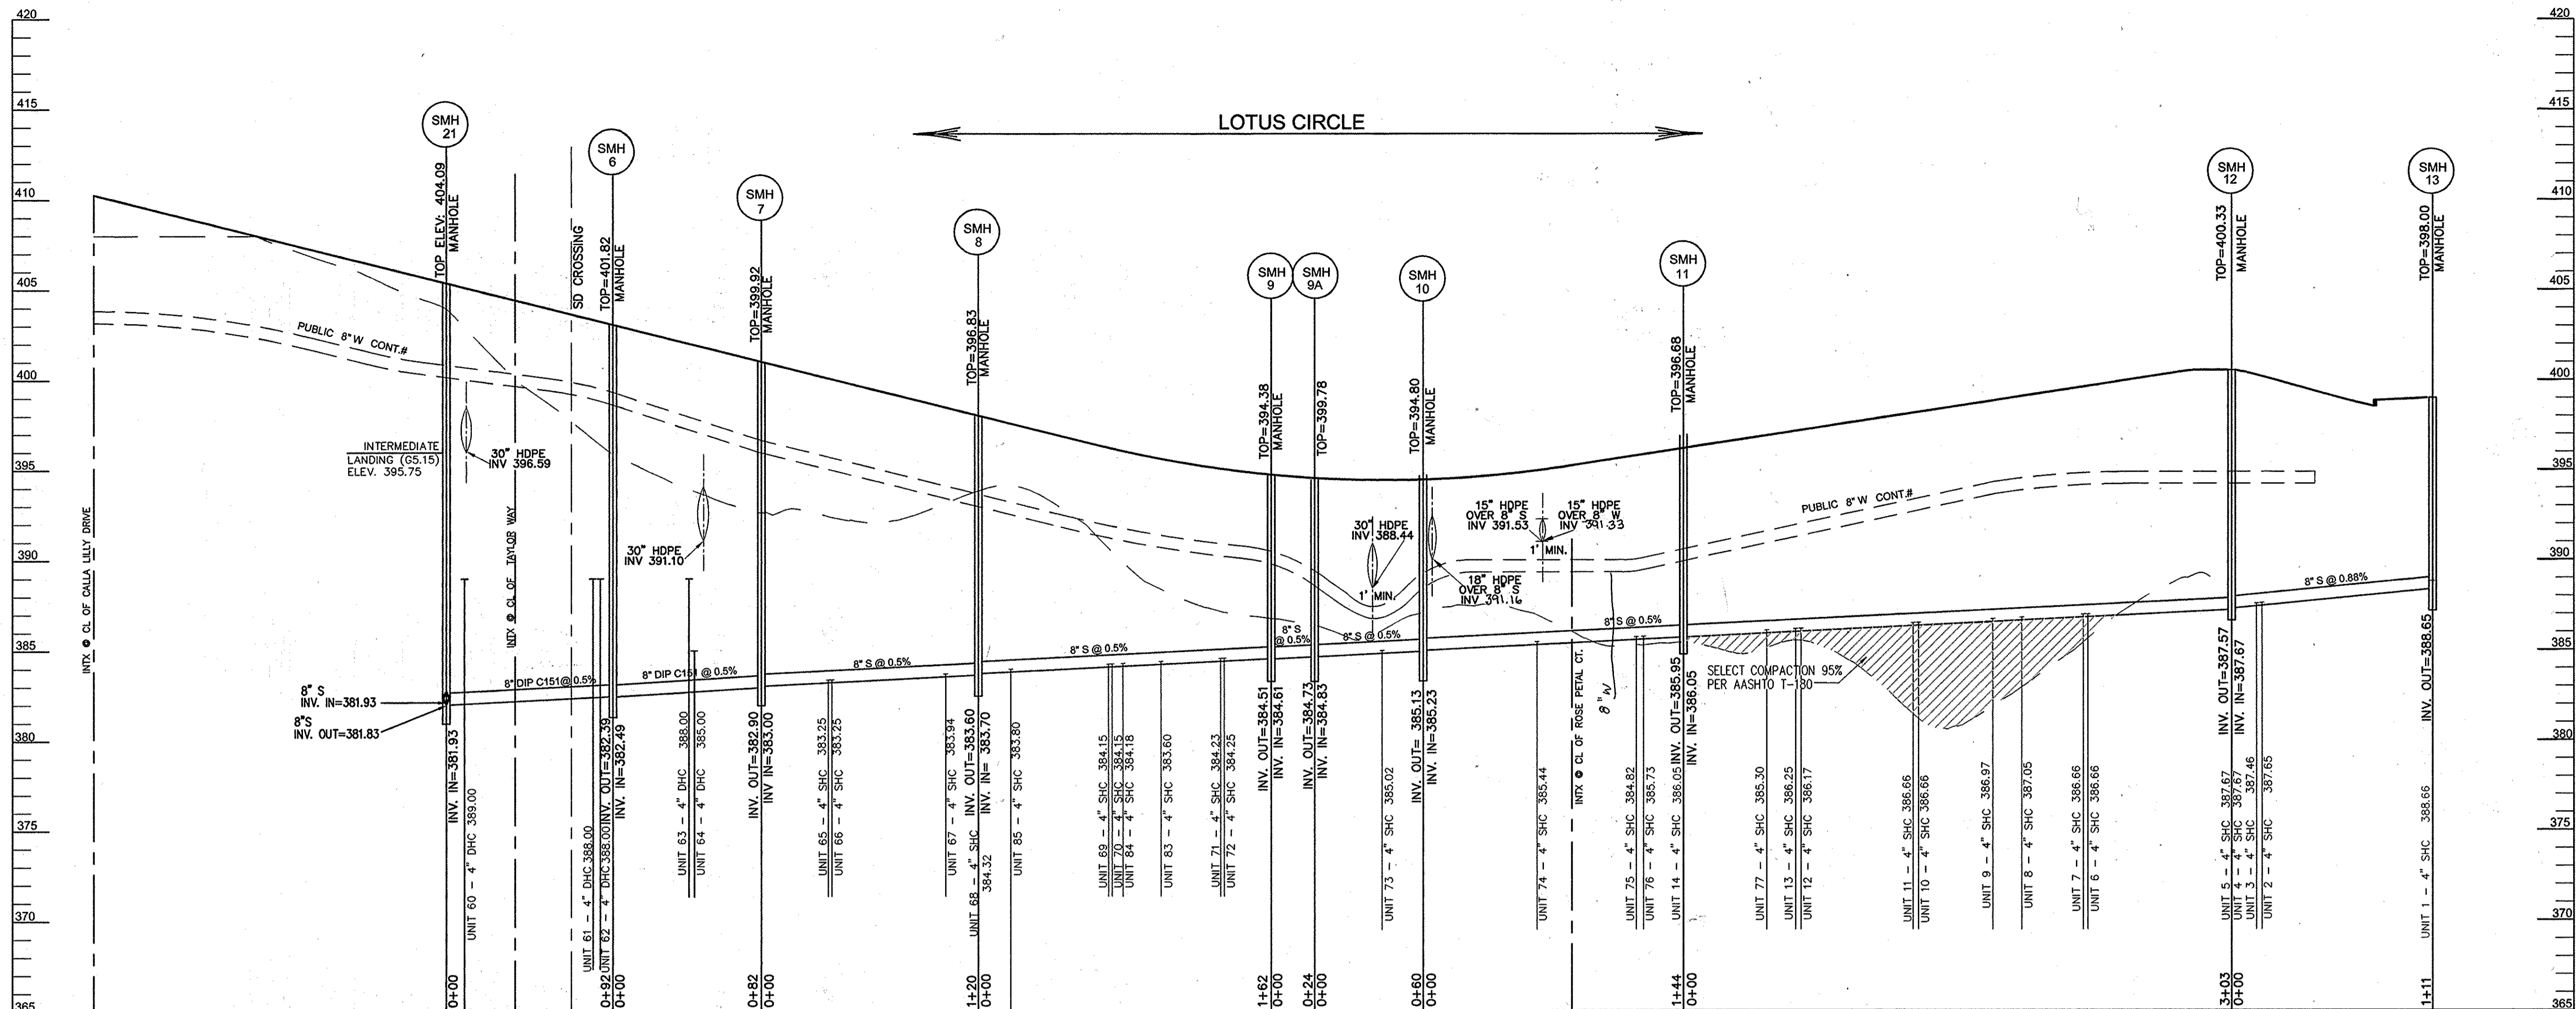 420
415
410
405
400
395
390
385
380
375
370
365
420
415
410
405
400
395
390
385
380
375
370
365
LOTUS CIRCLE
INTX @ CL OF CALLA LILLY DRIVE
PUBLIC 8"W CONT.#
SMH
21
TOP ELEV: 404.09
MANHOLE
INTERMEDIATE
LANDING (G5.15)
ELEV. 395.75
30" HDPE
INV 396.59
8" S
INV. IN=381.93
8"S
INV. OUT=381.83
INV. IN=381.93
0+00
UNIT 60 - 4" DHC 389.00
INTX @ CL OF TAYLOR WAY
SD CROSSING
8" DIP C151@ 0.5%
UNIT 61 - 4" DHC 388.00
UNIT 62 - 4" DHC 388.00
SMH
6
TOP=401.82
MANHOLE
INV. OUT=382.39
INV. IN=382.49
0+92
0+00
30" HDPE
INV 391.10
8" DIP C151 @ 0.5%
UNIT 63 - 4" DHC 388.00
UNIT 64 - 4" DHC 385.00
SMH
7
TOP=399.92
MANHOLE
INV. OUT=382.90
INV IN=383.00
0+82
0+00
8" S @ 0.5%
UNIT 65 - 4" SHC 383.25
UNIT 66 - 4" SHC 383.25
UNIT 67 - 4" SHC 383.94
SMH
8
TOP=396.83
MANHOLE
INV. OUT=383.60
INV. IN= 383.70
UNIT 68 - 4" SHC
384.32
1+20
0+00
UNIT 85 - 4" SHC 383.80
8" S @ 0.5%
UNIT 69 - 4" SHC 384.15
UNIT 70 - 4" SHC 384.15
UNIT 84 - 4" SHC 384.18
UNIT 83 - 4" SHC 383.60
UNIT 71 - 4" SHC 384.23
UNIT 72 - 4" SHC 384.25
SMH
9
TOP=394.38
MANHOLE
INV. OUT=384.51
INV. IN=384.61
1+62
0+00
8" S
@ 0.5%
SMH
9A
TOP=399.78
INV. OUT=384.73
INV. IN=384.83
0+24
0+00
30" HDPE
INV 388.44
1' MIN.
8" S @ 0.5%
UNIT 73 - 4" SHC 385.02
SMH
10
TOP=394.80
MANHOLE
INV. OUT= 385.13
INV. IN=385.23
0+60
0+00
18" HDPE
OVER 8" S
INV 391.16
15" HDPE
OVER 8" S
INV 391.53
15" HDPE
OVER 8" W
INV 391.33
1' MIN.
UNIT 74 - 4" SHC 385.44
INTX @ CL OF ROSE PETAL CT.
8" W
8" S @ 0.5%
UNIT 75 - 4" SHC 384.82
UNIT 76 - 4" SHC 385.73
SMH
11
TOP=396.68
MANHOLE
INV. OUT=385.95
INV. IN=386.05
UNIT 14 - 4" SHC 386.05
1+44
0+00
SELECT COMPACTION 95%
PER AASHTO T-180
PUBLIC 8"W CONT.#
UNIT 77 - 4" SHC 385.30
UNIT 13 - 4" SHC 386.25
UNIT 12 - 4" SHC 386.17
UNIT 11 - 4" SHC 386.66
UNIT 10 - 4" SHC 386.66
UNIT 9 - 4" SHC 386.97
UNIT 8 - 4" SHC 387.05
UNIT 7 - 4" SHC 386.66
UNIT 6 - 4" SHC 386.66
SMH
12
TOP=400.33
MANHOLE
INV. OUT=387.57
INV. IN=387.67
UNIT 5 - 4" SHC 387.67
UNIT 4 - 4" SHC 387.67
UNIT 3 - 4" SHC 387.46
UNIT 2 - 4" SHC 387.65
3+03
0+00
8" S @ 0.88%
SMH
13
TOP=398.00
MANHOLE
INV. OUT=388.65
UNIT 1 - 4" SHC 388.66
1+11